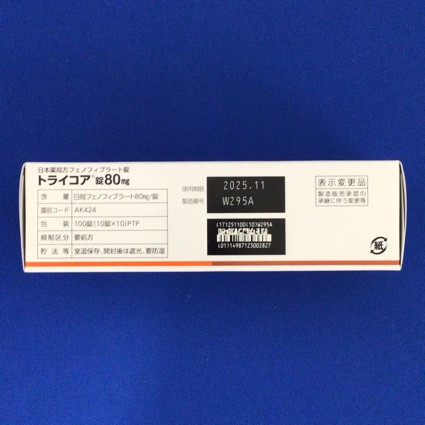 日本薬局方フェノフィブラート錠
トライコア®錠80mg
含 量 日局フェノフィブラート80mg/錠
識別コード AK424
包 装 100錠(10錠×10)PTP
規制区分 要処方
貯 法 等 室温保存、開封後は遮光、要防湿
使用期限 2025.11
製造番号 W295A
(17)251100(10)W295A
(01)14987123002827
表示変更品
製造販売承認の
承継に伴う変更等
紙